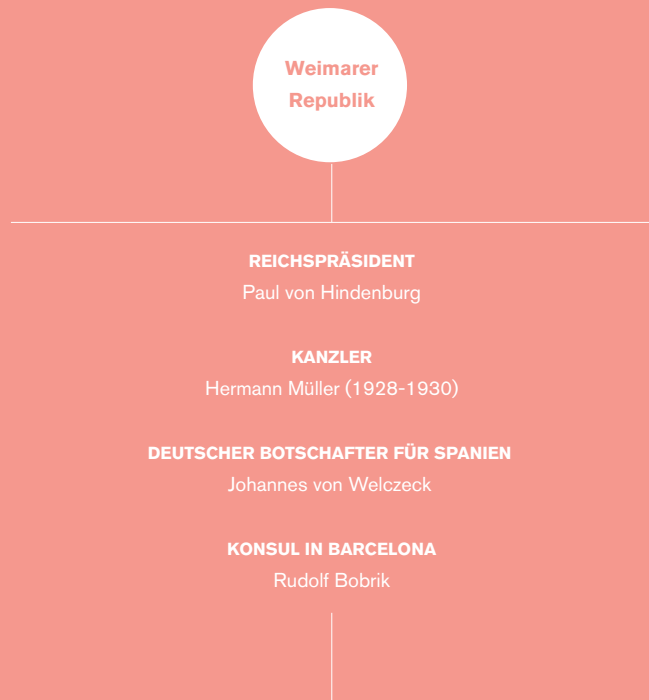 Weimarer
Republik
REICHSPRÄSIDENT
Paul von Hindenburg
KANZLER
Hermann Müller (1928-1930)
DEUTSCHER BOTSCHAFTER FÜR SPANIEN
Johannes von Welczeck
KONSUL IN BARCELONA
Rudolf Bobrik